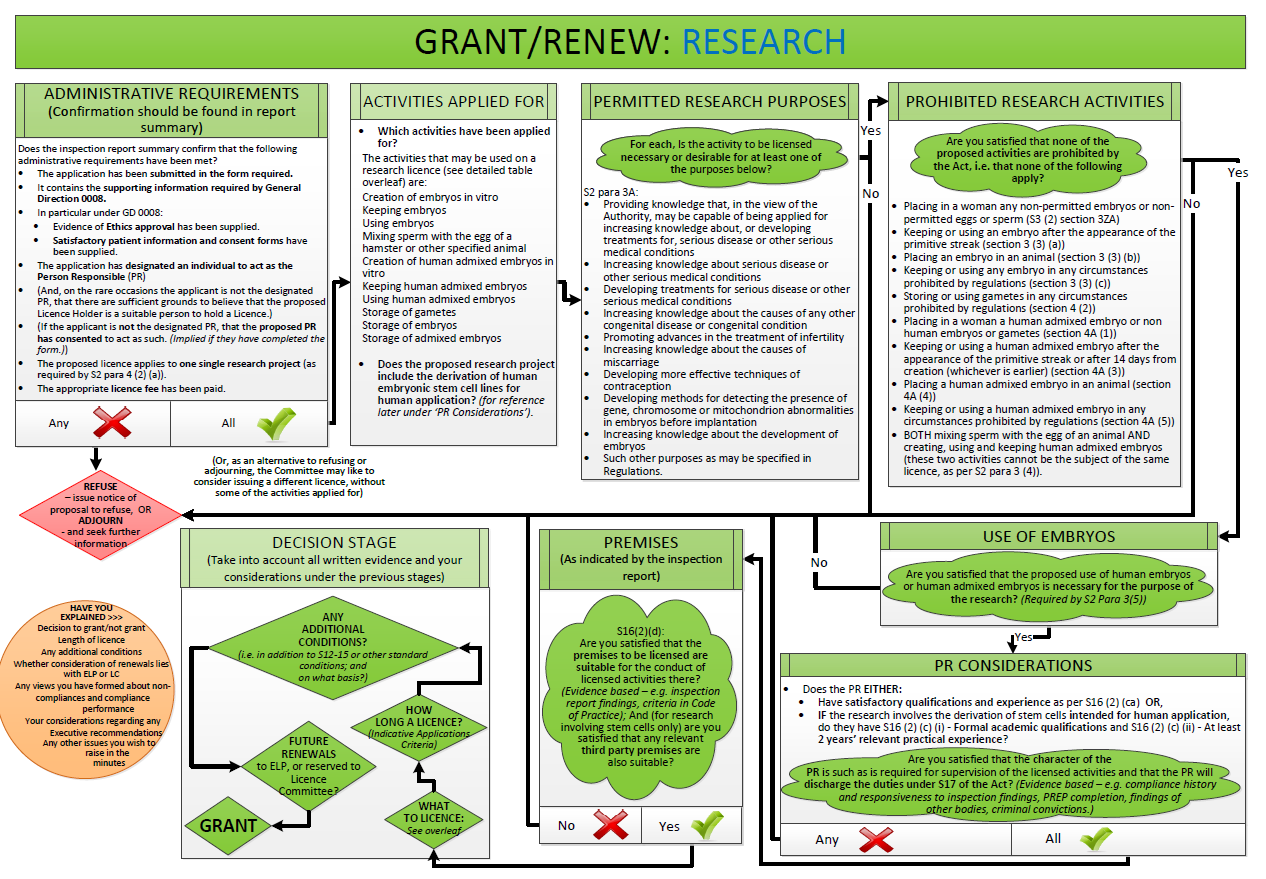 GRANT/RENEW: RESEARCH
ADMINISTRATIVE REQUIREMENTS
(Confirmation should be found in report
summary)
Does the inspection report summary confirm that the following
administrative requirements have been met?
• The application has been submitted in the form required.
• It contains the supporting information required by General
Direction 0008.
• In particular under GD 0008:
• Evidence of Ethics approval has been supplied.
• Satisfactory patient information and consent forms have
been supplied.
• The application has designated an individual to act as the
Person Responsible (PR)
• (And, on the rare occasions the applicant is not the designated
PR, that there are sufficient grounds to believe that the proposed
Licence Holder is a suitable person to hold a Licence.)
• (If the applicant is not the designated PR, that the proposed PR
has consented to act as such. (Implied if they have completed the
form.))
• The proposed licence applies to one single research project (as
required by S2 para 4 (2) (a)).
• The appropriate licence fee has been paid.
Any
All
ACTIVITIES APPLIED FOR
• Which activities have been applied
for?
The activities that may be used on a
research licence (see detailed table
overleaf) are:
Creation of embryos in vitro
Keeping embryos
Using embryos
Mixing sperm with the egg of a
hamster or other specified animal
Creation of human admixed embryos in
vitro
Keeping human admixed embryos
Using human admixed embryos
Storage of gametes
Storage of embryos
Storage of admixed embryos
• Does the proposed research project
include the derivation of human
embryonic stem cell lines for
human application? (for reference
later under ‘PR Considerations’).
PERMITTED RESEARCH PURPOSES
For each, Is the activity to be licensed
necessary or desirable for at least one of
the purposes below?
S2 para 3A:
• Providing knowledge that, in the view of the
Authority, may be capable of being applied for
increasing knowledge about, or developing
treatments for, serious disease or other serious
medical conditions
• Increasing knowledge about serious disease or
other serious medical conditions
• Developing treatments for serious disease or other
serious medical conditions
• Increasing knowledge about the causes of any other
congenital disease or congenital condition
• Promoting advances in the treatment of infertility
• Increasing knowledge about the causes of
miscarriage
• Developing more effective techniques of
contraception
• Developing methods for detecting the presence of
gene, chromosome or mitochondrion abnormalities
in embryos before implantation
• Increasing knowledge about the development of
embryos
• Such other purposes as may be specified in
Regulations.
Yes
No
PROHIBITED RESEARCH ACTIVITIES
Are you satisfied that none of the
proposed activities are prohibited by
the Act, i.e. that none of the following
apply?
• Placing in a woman any non-permitted embryos or non-
permitted eggs or sperm (S3 (2) section 3ZA)
• Keeping or using an embryo after the appearance of the
primitive streak (section 3 (3) (a))
• Placing an embryo in an animal (section 3 (3) (b))
• Keeping or using any embryo in any circumstances
prohibited by regulations (section 3 (3) (c))
• Storing or using gametes in any circumstances
prohibited by regulations (section 4 (2))
• Placing in a woman a human admixed embryo or non
human embryos or gametes (section 4A (1))
• Keeping or using a human admixed embryo after the
appearance of the primitive streak or after 14 days from
creation (whichever is earlier) (section 4A (3))
• Placing a human admixed embryo in an animal (section
4A (4))
• Keeping or using a human admixed embryo in any
circumstances prohibited by regulations (section 4A (5))
• BOTH mixing sperm with the egg of an animal AND
creating, using and keeping human admixed embryos
(these two activities cannot be the subject of the same
licence, as per S2 para 3 (4)).
Yes
No
REFUSE
– issue notice of
proposal to refuse, OR
ADJOURN
- and seek further
information
(Or, as an alternative to refusing or
adjourning, the Committee may like to
consider issuing a different licence, without
some of the activities applied for)
USE OF EMBRYOS
Are you satisfied that the proposed use of human embryos
or human admixed embryos is necessary for the purpose of
the research? (Required by S2 Para 3(5))
No
Yes
PR CONSIDERATIONS
• Does the PR EITHER:
• Have satisfactory qualifications and experience as per S16 (2) (ca) OR,
• IF the research involves the derivation of stem cells intended for human application,
do they have S16 (2) (c) (i) - Formal academic qualifications and S16 (2) (c) (ii) - At least
2 years’ relevant practical experience?
Are you satisfied that the character of the
PR is such as is required for supervision of the licensed activities and that the PR will
discharge the duties under S17 of the Act? (Evidence based – e.g. compliance history
and responsiveness to inspection findings, PREP completion, findings of
other bodies, criminal convictions.)
Any
All
PREMISES
(As indicated by the inspection
report)
S16(2)(d):
Are you satisfied that the
premises to be licensed are
suitable for the conduct of
licensed activities there?
(Evidence based – e.g. inspection
report findings, criteria in Code
of Practice); And (for research
involving stem cells only) are you
satisfied that any relevant
third party premises are
also suitable?
No
Yes
DECISION STAGE
(Take into account all written evidence and your
considerations under the previous stages)
ANY
ADDITIONAL
CONDITIONS?
(i.e. in addition to S12-15 or other standard
conditions; and
on what basis?)
HOW
LONG A LICENCE?
(Indicative Applications
Criteria)
FUTURE
RENEWALS
to ELP, or reserved to
Licence
Committee?
WHAT
TO LICENCE:
See overleaf
GRANT
HAVE YOU
EXPLAINED >>>
Decision to grant/not grant
Length of licence
Any additional conditions
Whether consideration of renewals lies
with ELP or LC
Any views you have formed about non-
compliances and compliance
performance
Your considerations regarding any
Executive recommendations
Any other issues you wish to
raise in the
minutes